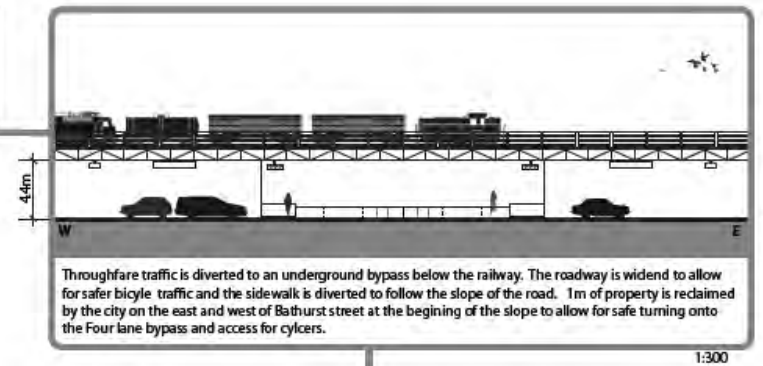 44m
W E
Throughfare traffic is diverted to an underground bypass below the railway. The roadway is widend to allow
for safer bicyle traffic and the sidewalk is diverted to follow the slope of the road. 1m of property is reclaimed
by the city on the east and west of Bathurst street at the begining of the slope to allow for safe turning onto
the Four lane bypass and access for cylcers.
1:300